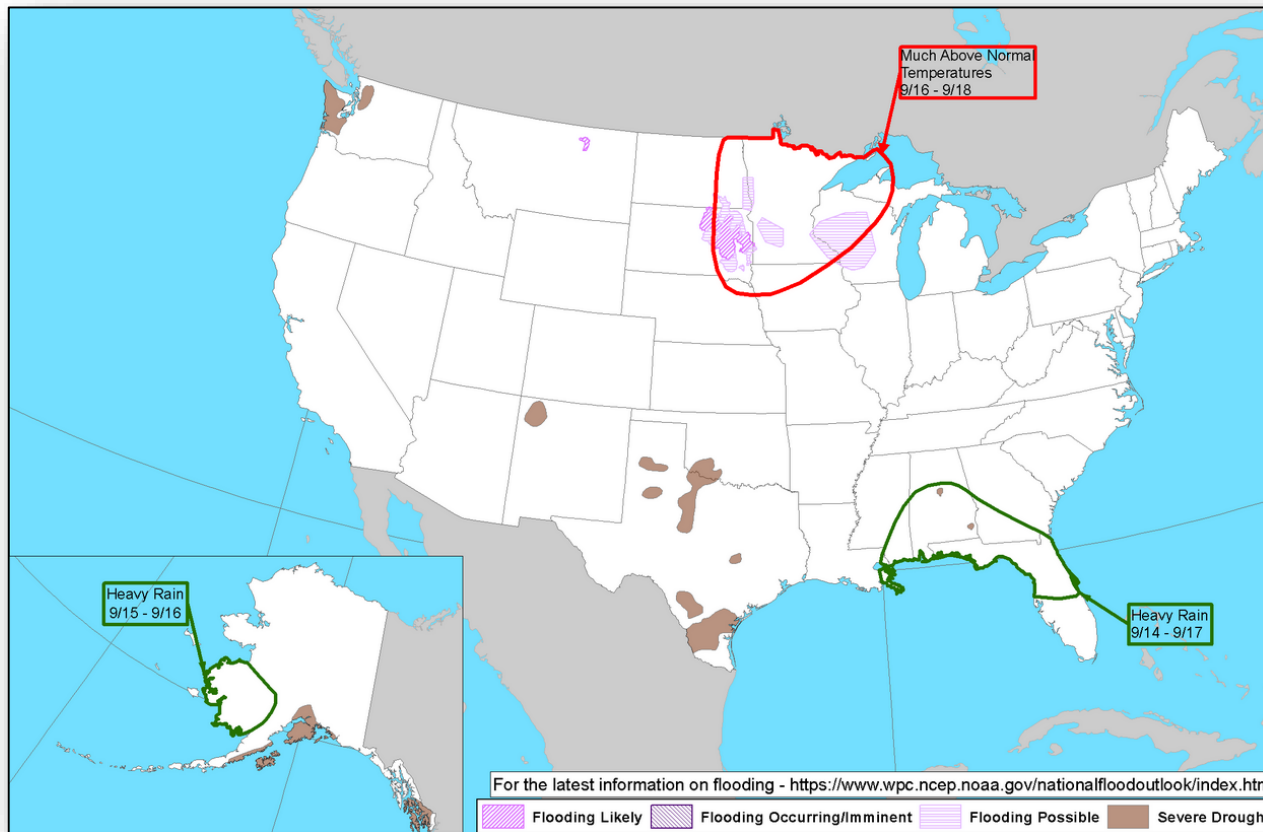 Much Above Normal
Temperatures
9/16 - 9/18
Heavy Rain
9/15 - 9/16
Heavy Rain
9/14 - 9/17
For the latest information on flooding - https://www.wpc.ncep.noaa.gov/nationalfloodoutlook/index.htm
Flooding Likely
Flooding Occurring/Imminent
Flooding Possible
Severe Drough